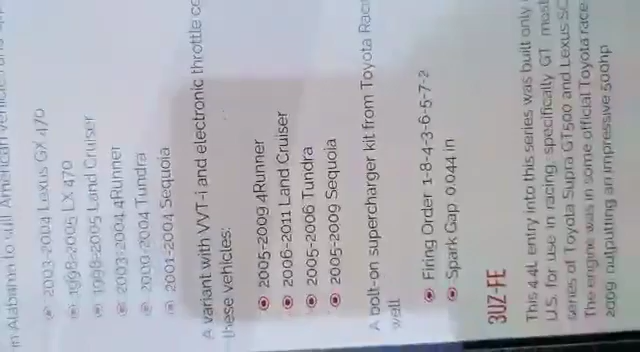 in Alabama to
2003-2004 Lexus GX 470
1998-2005 LX 470
1998-2005 Land Cruiser
2003-2004 4Runner
2000-2004 Tundra
2001-2004 Sequoia
A variant with VVT-i and electronic throttle
these vehicles:
2005-2009 4Runner
2006-2011 Land Cruiser
2005-2006 Tundra
2005-2009 Sequoia
A bolt-on supercharger kit from Toyota
well.
Firing Order 1-8-4-3-6-5-7-2
Spark Gap 0.044 in
3UZ-FE
This 4.4L entry into this series was built only
U.S. for use in racing; specifically GT
series of Toyota Supra GT500 and Lexus SC
The engine was in some official Toyota race
2009 outputting an impressive 500hp